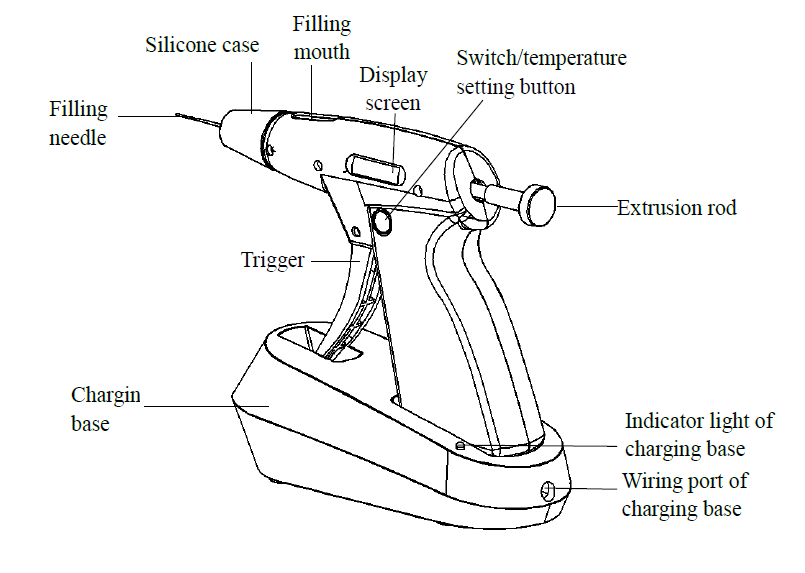 Filling
mouth
Silicone case
Switch/temperature
setting button
Display
screen
Filling
needle
Extrusion rod
Trigger
Chargin
base
Indicator light of
charging base
Wiring port of
charging base